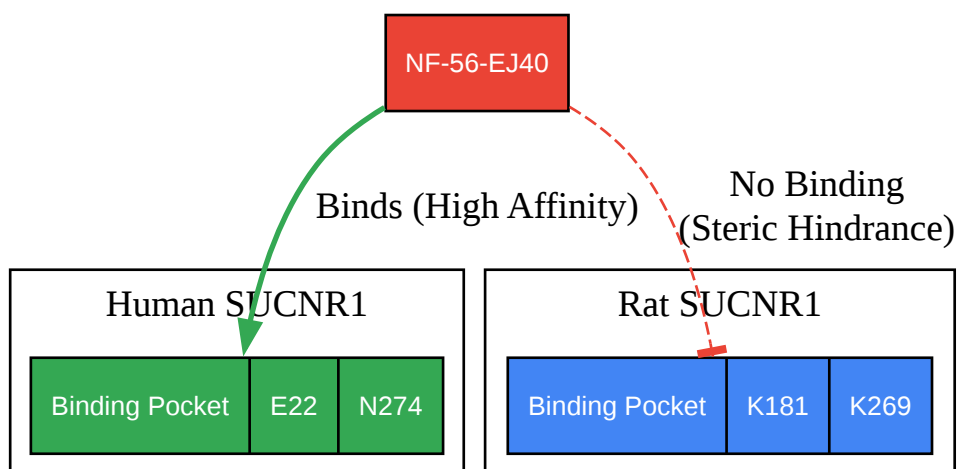 NF-56-EJ40
Binds (High Affinity)
No Binding
(Steric Hindrance)
Human SUCNR1
Rat SUCNR1
Binding Pocket E22 N274
Binding Pocket K181 K269